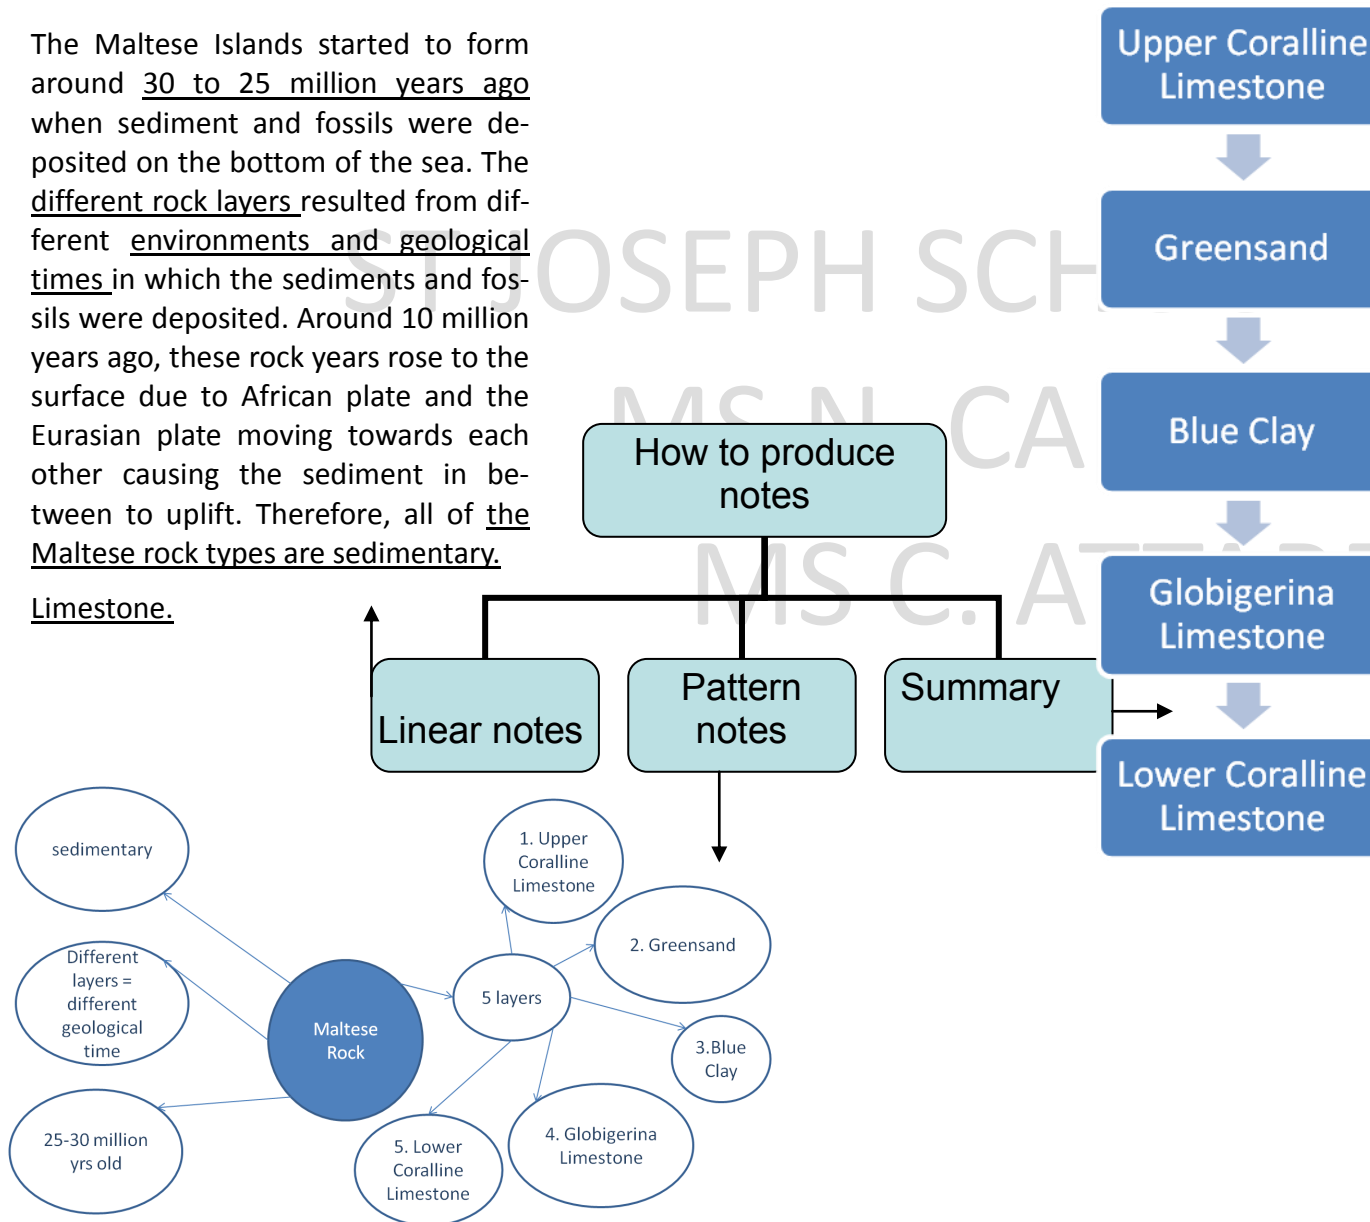 The Maltese Islands started to form
around 30 to 25 million years ago
when sediment and fossils were de-
posited on the bottom of the sea. The
different rock layers resulted from dif-
ferent environments and geological
times in which the sediments and fos-
sils were deposited. Around 10 million
years ago, these rock years rose to the
surface due to African plate and the
Eurasian plate moving towards each
other causing the sediment in be-
tween to uplift. Therefore, all of the
Maltese rock types are sedimentary.
Limestone.
ST JOSEPH SCH
MS N. CA
MS C. ATTARD
Upper Coralline
Limestone
Greensand
Blue Clay
Globigerina
Limestone
Lower Coralline
Limestone
How to produce
notes
Linear notes
Pattern
notes
Summary
sedimentary
Different
layers =
different
geological
time
25-30 million
yrs old
Maltese
Rock
5 layers
1. Upper
Coralline
Limestone
2. Greensand
3.Blue
Clay
4. Globigerina
Limestone
5. Lower
Coralline
Limestone